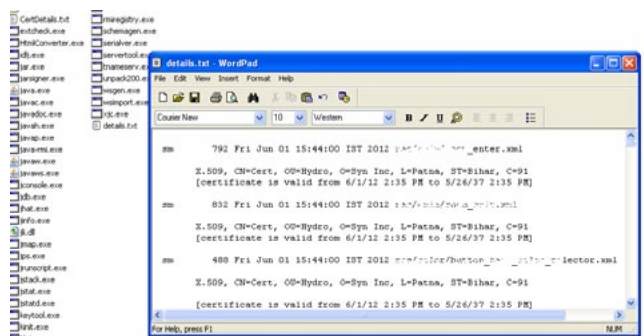 CertDetails.txt
extcheck.exe
HtmlConverter.exe
idlj.exe
jar.exe
jarsigner.exe
java.exe
javac.exe
javadoc.exe
javah.exe
javap.exe
java-rmi.exe
javaw.exe
javaws.exe
jconsole.exe
jdb.exe
jhat.exe
jinfo.exe
jli.dll
jmap.exe
jps.exe
jrunscript.exe
jstack.exe
jstat.exe
jstatd.exe
keytool.exe
kinit.exe
rmiregistry.exe
schemagen.exe
serialver.exe
servertool.ex
tnameserv.ex
unpack200.e
wsgen.exe
wsimport.exe
xjc.exe
details.txt
details.txt - WordPad
File Edit View Insert Format Help
Courier New 10 Western B I U
sm 792 Fri Jun 01 15:44:00 IST 2012 _enter.xml
X.509, CN=Cert, OU=Hydro, O=Syn Inc, L=Patna, ST=Bihar, C=91
[certificate is valid from 6/1/12 2:35 PM to 5/26/37 2:35 PM]
sm 832 Fri Jun 01 15:44:00 IST 2012
X.509, CN=Cert, OU=Hydro, O=Syn Inc, L=Patna, ST=Bihar, C=91
[certificate is valid from 6/1/12 2:35 PM to 5/26/37 2:35 PM]
sm 488 Fri Jun 01 15:44:00 IST 2012
X.509, CN=Cert, OU=Hydro, O=Syn Inc, L=Patna, ST=Bihar, C=91
[certificate is valid from 6/1/12 2:35 PM to 5/26/37 2:35 PM]
For Help, press F1
NUM